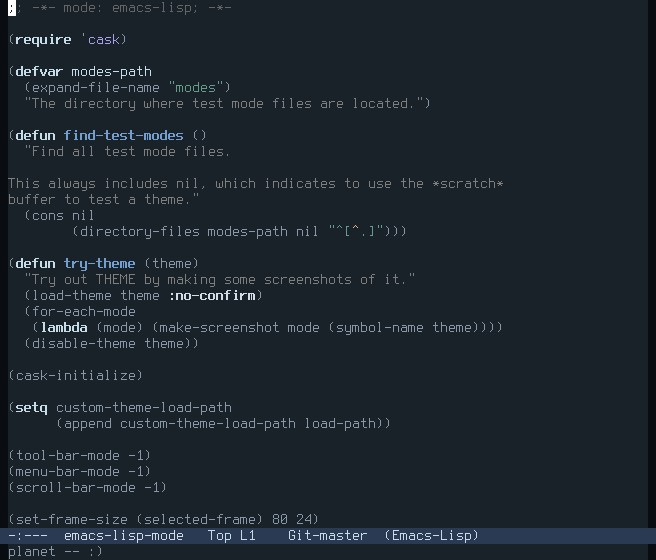 ;; -*- mode: emacs-lisp; -*-
(require 'cask)
(defvar modes-path
(expand-file-name "modes")
"The directory where test mode files are located.")
(defun find-test-modes ()
"Find all test mode files.
This always includes nil, which indicates to use the *scratch*
buffer to test a theme."
(cons nil
(directory-files modes-path nil "^[^.]")))
(defun try-theme (theme)
"Try out THEME by making some screenshots of it."
(load-theme theme :no-confirm)
(for-each-mode
(lambda (mode) (make-screenshot mode (symbol-name theme))))
(disable-theme theme))
(cask-initialize)
(setq custom-theme-load-path
(append custom-theme-load-path load-path))
(tool-bar-mode -1)
(menu-bar-mode -1)
(scroll-bar-mode -1)
(set-frame-size (selected-frame) 80 24)
-:--- emacs-lisp-mode Top L1 Git-master (Emacs-Lisp)
planet -- :)